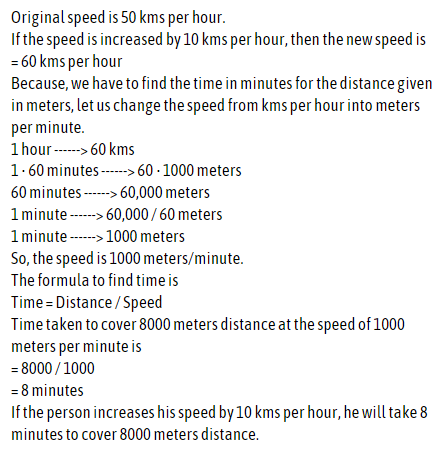 Original speed is 50 kms per hour.
If the speed is increased by 10 kms per hour, then the new speed is
= 60 kms per hour
Because, we have to find the time in minutes for the distance given
in meters, let us change the speed from kms per hour into meters
per minute.
1 hour ------> 60 kms
1 · 60 minutes ------> 60 · 1000 meters
60 minutes ------> 60,000 meters
1 minute ------> 60,000 / 60 meters
1 minute ------> 1000 meters
So, the speed is 1000 meters/minute.
The formula to find time is
Time = Distance / Speed
Time taken to cover 8000 meters distance at the speed of 1000
meters per minute is
= 8000 / 1000
= 8 minutes
If the person increases his speed by 10 kms per hour, he will take 8
minutes to cover 8000 meters distance.